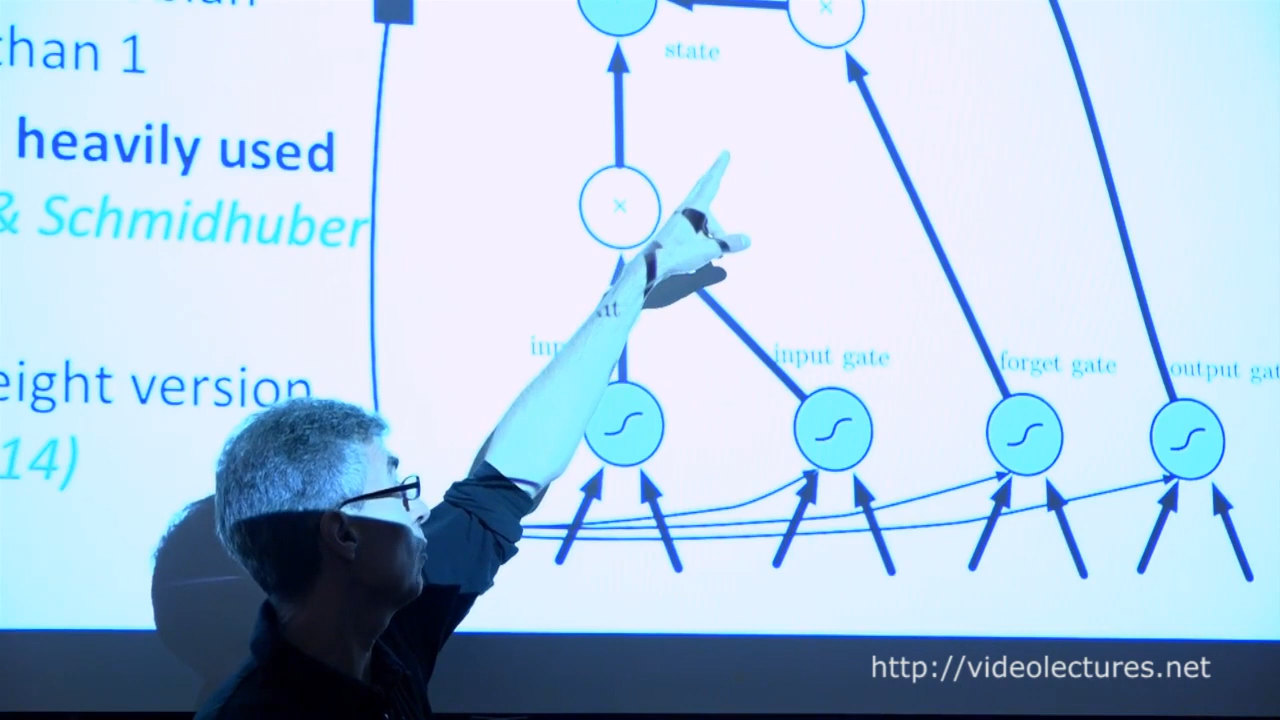 than 1
heavily used
& Schmidhuber
eight version
14)
state
×
×
input gate
forget gate
output gat
http://videolectures.net